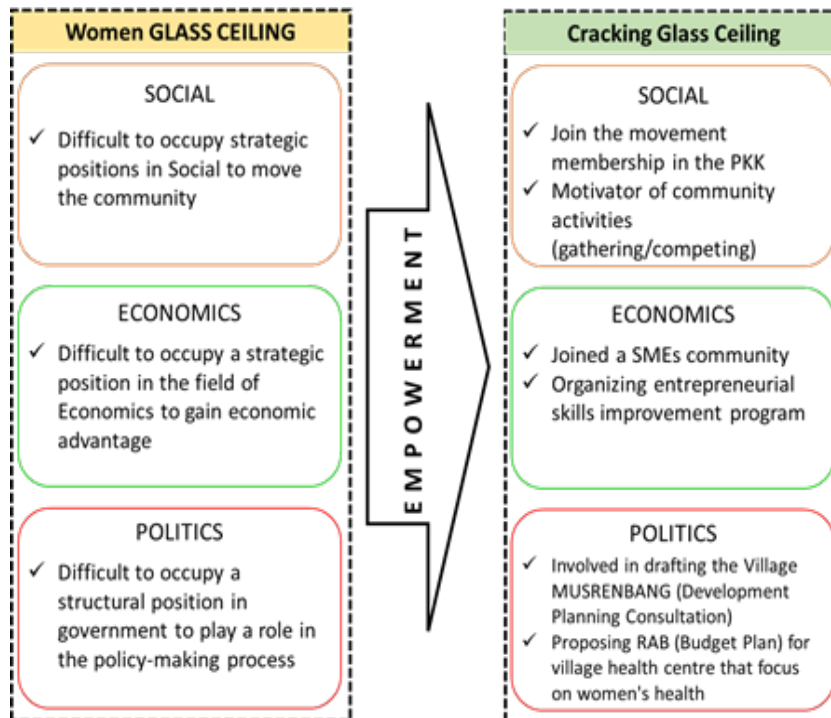 Women GLASS CEILING
SOCIAL
✓ Difficult to occupy strategic
positions in Social to move
the community
ECONOMICS
✓ Difficult to occupy a strategic
position in the field of
Economics to gain economic
advantage
POLITICS
✓ Difficult to occupy a
structural position in
government to play a role in
the policy-making process
EMPOWERMENT
Cracking Glass Ceiling
SOCIAL
✓ Join the movement
membership in the PKK
✓ Motivator of community
activities
(gathering/competing)
ECONOMICS
✓ Joined a SMEs community
✓ Organizing entrepreneurial
skills improvement program
POLITICS
✓ Involved in drafting the Village
MUSRENBANG (Development
Planning Consultation)
✓ Proposing RAB (Budget Plan) for
village health centre that focus
on women's health